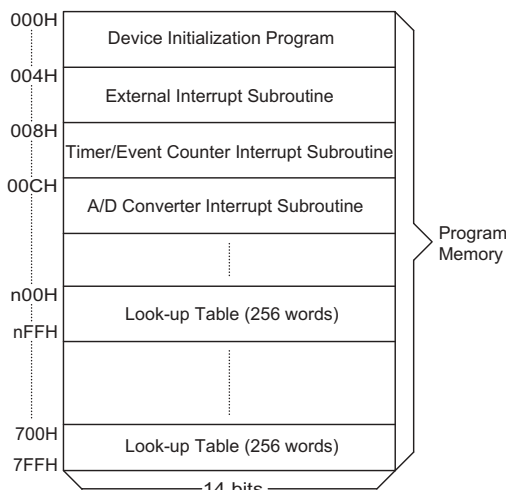 000H
Device Initialization Program
004H
External Interrupt Subroutine
008H
Timer/Event Counter Interrupt Subroutine
00CH
A/D Converter Interrupt Subroutine
Program
Memory
n00H
Look-up Table (256 words)
nFFH
700H
Look-up Table (256 words)
7FFH
14 bits